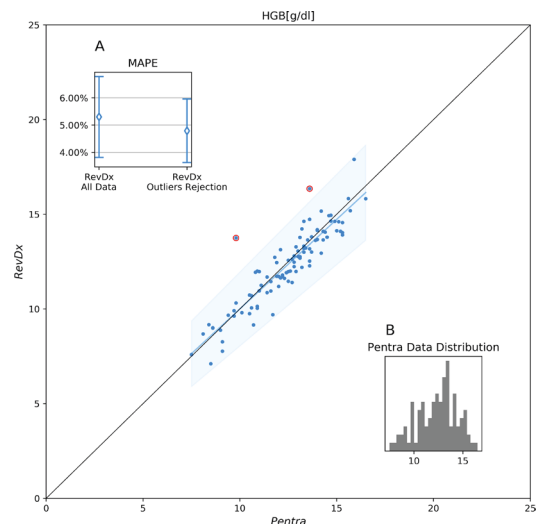 HGB[g/dl]
25
20
15
10
5
0
RevDx
A
MAPE
6.00%
5.00%
4.00%
RevDx
All Data
RevDx
Outliers Rejection
B
Pentra Data Distribution
10
15
0
5
10
15
20
25
Pentra